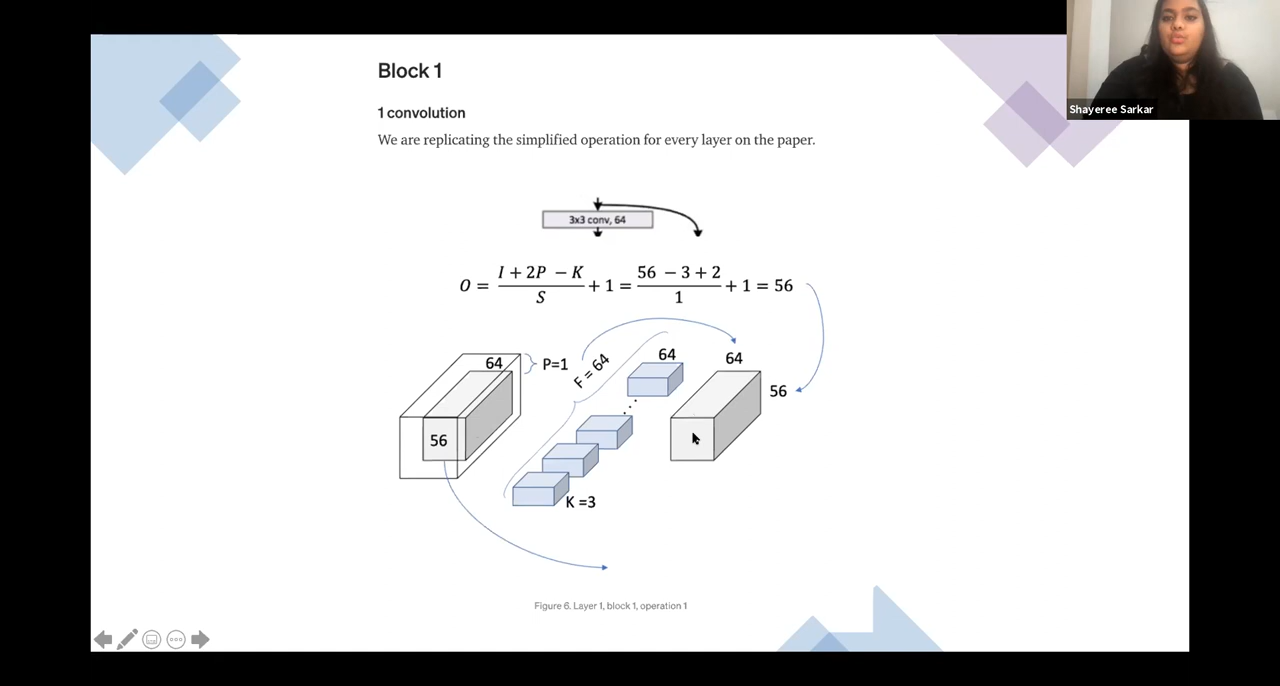 Block 1
Shayeree Sarkar
1 convolution
We are replicating the simplified operation for every layer on the paper.
3x3 conv, 64
O = (I + 2P − K)/S + 1 = (56 − 3 + 2)/1 + 1 = 56
64
P=1
F = 64
64
64
56
56
K =3
Figure 6. Layer 1, block 1, operation 1